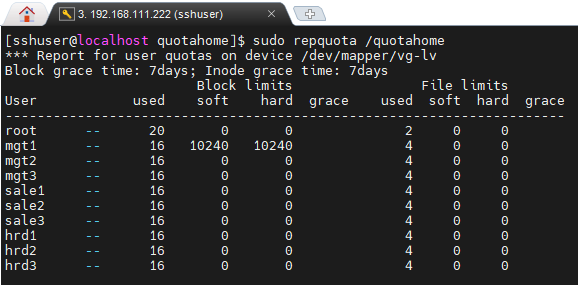 3. 192.168.111.222 (sshuser)
[sshuser@localhost quotahome]$ sudo repquota /quotahome
*** Report for user quotas on device /dev/mapper/vg-lv
Block grace time: 7days; Inode grace time: 7days
                        Block limits                File limits
User            used    soft    hard  grace    used  soft  hard  grace
----------------------------------------------------------------------
root      --      20       0       0              2     0     0
mgt1      --      16   10240   10240              4     0     0
mgt2      --      16       0       0              4     0     0
mgt3      --      16       0       0              4     0     0
sale1     --      16       0       0              4     0     0
sale2     --      16       0       0              4     0     0
sale3     --      16       0       0              4     0     0
hrd1      --      16       0       0              4     0     0
hrd2      --      16       0       0              4     0     0
hrd3      --      16       0       0              4     0     0